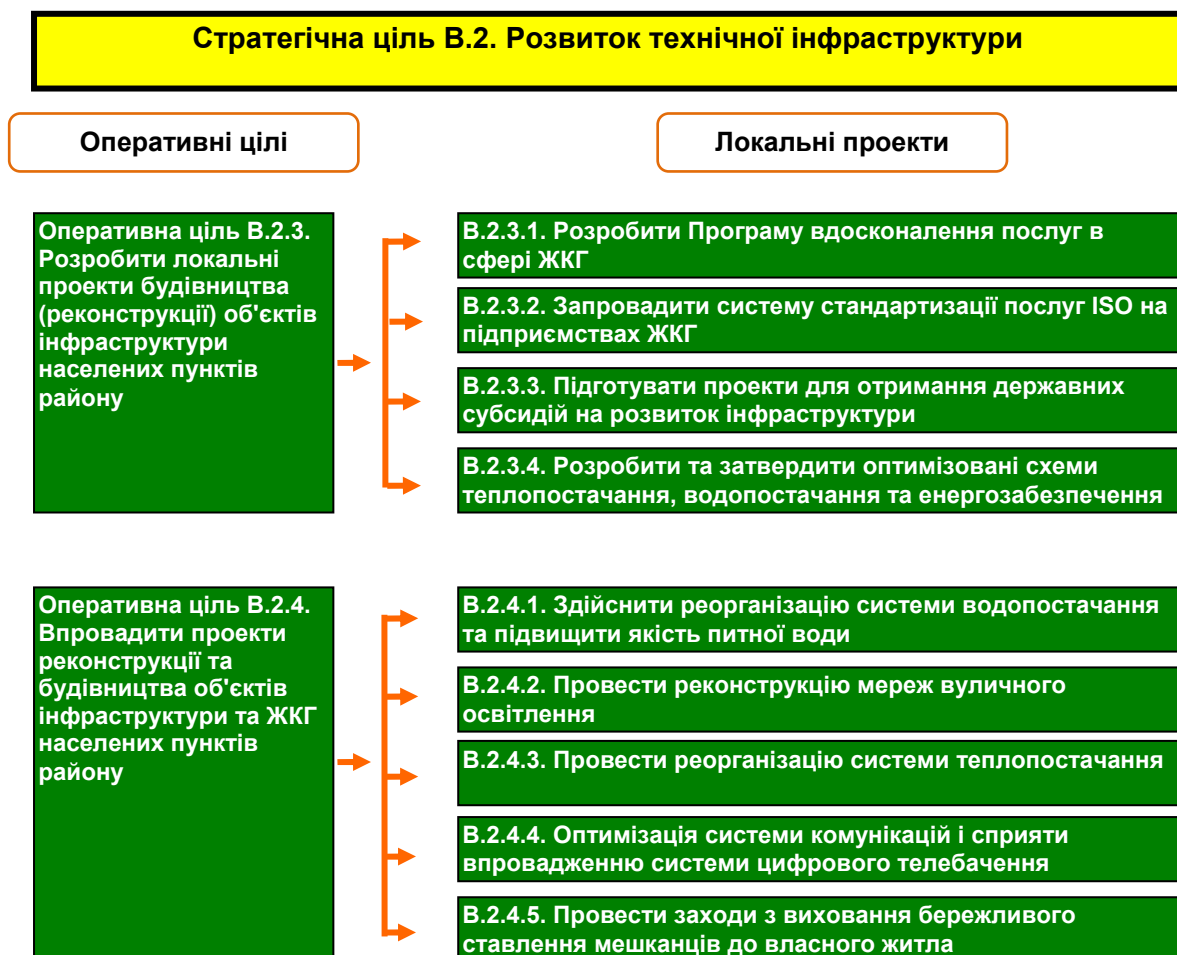 Стратегічна ціль В.2. Розвиток технічної інфраструктури
Оперативні цілі
Локальні проекти
Оперативна ціль В.2.3.
Розробити локальні
проекти будівництва
(реконструкції) об'єктів
інфраструктури
населених пунктів
району
В.2.3.1. Розробити Програму вдосконалення послуг в
сфері ЖКГ
В.2.3.2. Запровадити систему стандартизації послуг ISO на
підприємствах ЖКГ
В.2.3.3. Підготувати проекти для отримання державних
субсидій на розвиток інфраструктури
В.2.3.4. Розробити та затвердити оптимізовані схеми
теплопостачання, водопостачання та енергозабезпечення
Оперативна ціль В.2.4.
Впровадити проекти
реконструкції та
будівництва об'єктів
інфраструктури та ЖКГ
населених пунктів
району
В.2.4.1. Здійснити реорганізацію системи водопостачання
та підвищити якість питної води
В.2.4.2. Провести реконструкцію мереж вуличного
освітлення
В.2.4.3. Провести реорганізацію системи теплопостачання
В.2.4.4. Оптимізація системи комунікацій і сприяти
впровадженню системи цифрового телебачення
В.2.4.5. Провести заходи з виховання бережливого
ставлення мешканців до власного житла